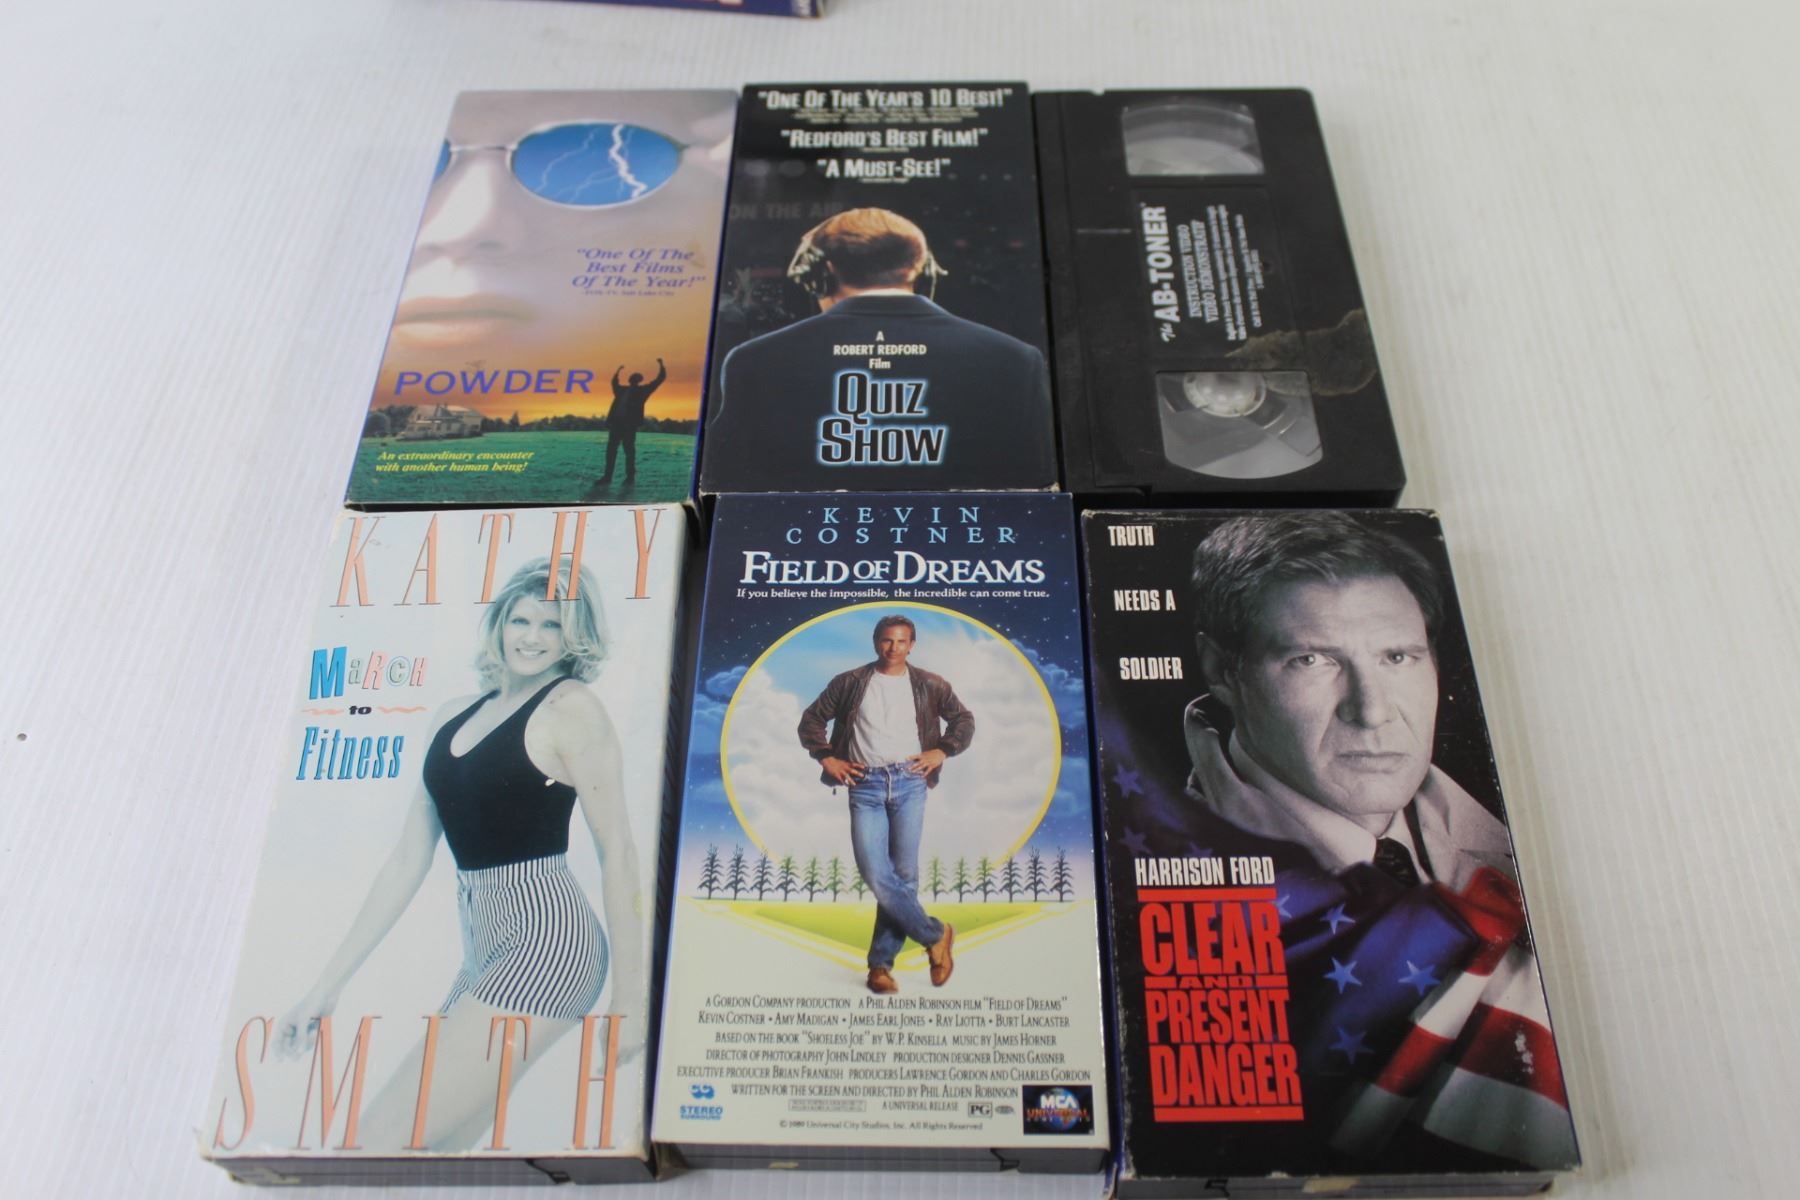 "One Of The
Best Films
Of The Year!"
POWDER
An extraordinary encounter
with another human being!
"ONE OF THE YEAR'S 10 BEST!"
"REDFORD'S BEST FILM!"
"A MUST-SEE!"
ON THE AIR
A
ROBERT REDFORD
Film
QUIZ
SHOW
The AB-TONER
INSTRUCTION VIDEO
VIDÉO DÉMONSTRATIF
KATHY
MaRCH
to
Fitness
SMITH
KEVIN
COSTNER
FIELD OF DREAMS
If you believe the impossible, the incredible can come true.
A GORDON COMPANY PRODUCTION A PHIL ALDEN ROBINSON FILM "FIELD OF DREAMS"
KEVIN COSTNER • AMY MADIGAN • JAMES EARL JONES • RAY LIOTTA • BURT LANCASTER
BASED ON THE BOOK "SHOELESS JOE" BY W.P. KINSELLA MUSIC BY JAMES HORNER
DIRECTOR OF PHOTOGRAPHY JOHN LINDLEY PRODUCTION DESIGNER DENNIS GASSNER
EXECUTIVE PRODUCER BRIAN FRANKISH PRODUCERS LAWRENCE GORDON AND CHARLES GORDON
WRITTEN FOR THE SCREEN AND DIRECTED BY PHIL ALDEN ROBINSON
STEREO
SURROUND
A UNIVERSAL RELEASE
PG
MCA
UNIVERSAL
HOME VIDEO
© 1989 Universal City Studios, Inc. All Rights Reserved
TRUTH
NEEDS A
SOLDIER
HARRISON FORD
CLEAR
AND
PRESENT
DANGER